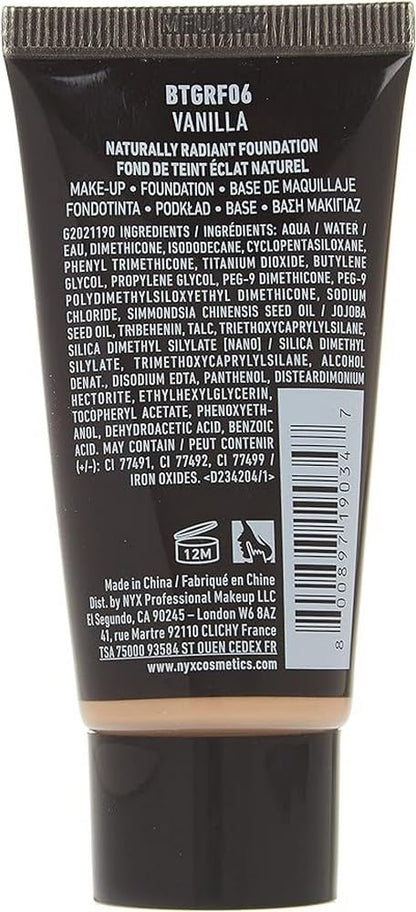 BTGRF06
VANILLA
NATURALLY RADIANT FOUNDATION
FOND DE TEINT ÉCLAT NATUREL
MAKE-UP • FOUNDATION • BASE DE MAQUILLAJE
FONDOTINTA • PODKŁAD • BASE • ΒΑΣΗ ΜΑΚΙΓΙΑΖ
G2021190 INGREDIENTS / INGRÉDIENTS: AQUA / WATER /
EAU, DIMETHICONE, ISODODECANE, CYCLOPENTASILOXANE,
PHENYL TRIMETHICONE, TITANIUM DIOXIDE, BUTYLENE
GLYCOL, PROPYLENE GLYCOL, PEG-9 DIMETHICONE, PEG-9
POLYDIMETHYLSILOXYETHYL DIMETHICONE, SODIUM
CHLORIDE, SIMMONDSIA CHINENSIS SEED OIL / JOJOBA
SEED OIL, TRIBEHENIN, TALC, TRIETHOXYCAPRYLYLSILANE,
SILICA DIMETHYL SILYLATE [NANO] / SILICA DIMETHYL
SILYLATE, TRIMETHOXYCAPRYLYLSILANE, ALCOHOL
DENAT., DISODIUM EDTA, PANTHENOL, DISTEARDIMONIUM
HECTORITE, ETHYLHEXYLGLYCERIN,
TOCOPHERYL ACETATE, PHENOXYETH-
ANOL, DEHYDROACETIC ACID, BENZOIC
ACID. MAY CONTAIN / PEUT CONTENIR
(+/-): CI 77491, CI 77492, CI 77499 /
IRON OXIDES. <D234204/1>
12M
Made in China / Fabriqué en Chine
Dist. by NYX Professional Makeup LLC
El Segundo, CA 90245 – London W6 8AZ
41, rue Martre 92110 CLICHY France
TSA 75000 93584 ST OUEN CEDEX FR
www.nyxcosmetics.com
8 00897 19034 7